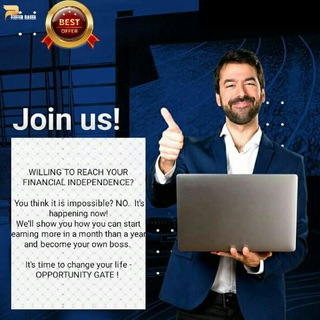 BEST
OFFER
Join us!
WILLING TO REACH YOUR
FINANCIAL INDEPENDENCE?
You think it is impossible? NO. It's
happening now!
We'll show you how you can start
earning more in a month than a year
and become your own boss.
It's time to change your life -
OPPORTUNITY GATE !